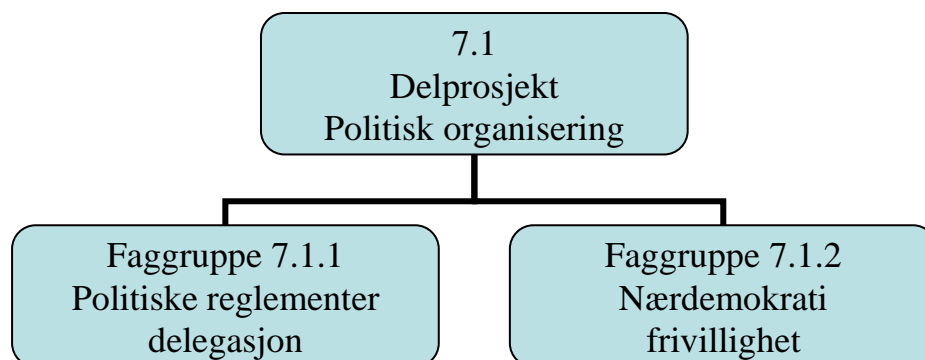 7.1
Delprosjekt
Politisk organisering
Faggruppe 7.1.1
Politiske reglementer
delegasjon
Faggruppe 7.1.2
Nærdemokrati
frivillighet